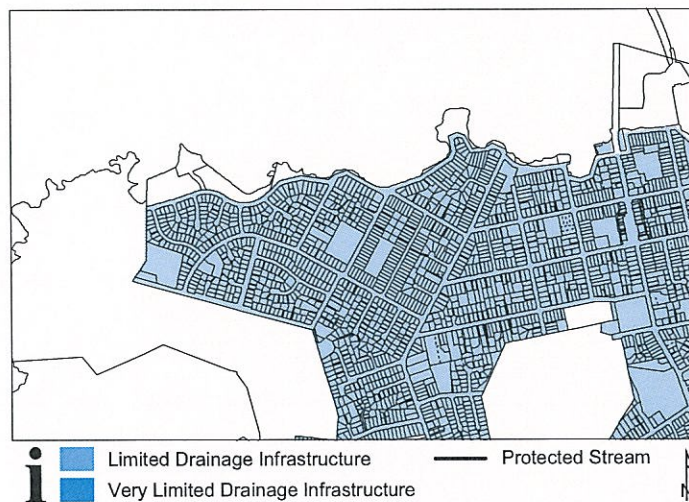 i
Limited Drainage Infrastructure
Protected Stream
Very Limited Drainage Infrastructure
N